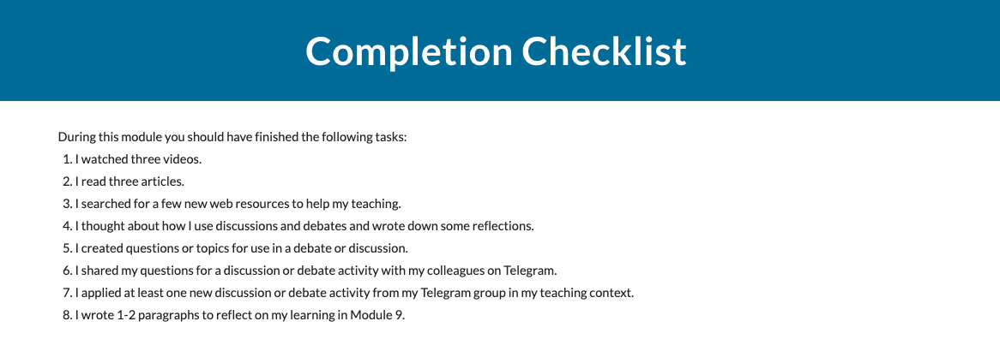 Completion Checklist
During this module you should have finished the following tasks:
1. I watched three videos.
2. I read three articles.
3. I searched for a few new web resources to help my teaching.
4. I thought about how I use discussions and debates and wrote down some reflections.
5. I created questions or topics for use in a debate or discussion.
6. I shared my questions for a discussion or debate activity with my colleagues on Telegram.
7. I applied at least one new discussion or debate activity from my Telegram group in my teaching context.
8. I wrote 1-2 paragraphs to reflect on my learning in Module 9.